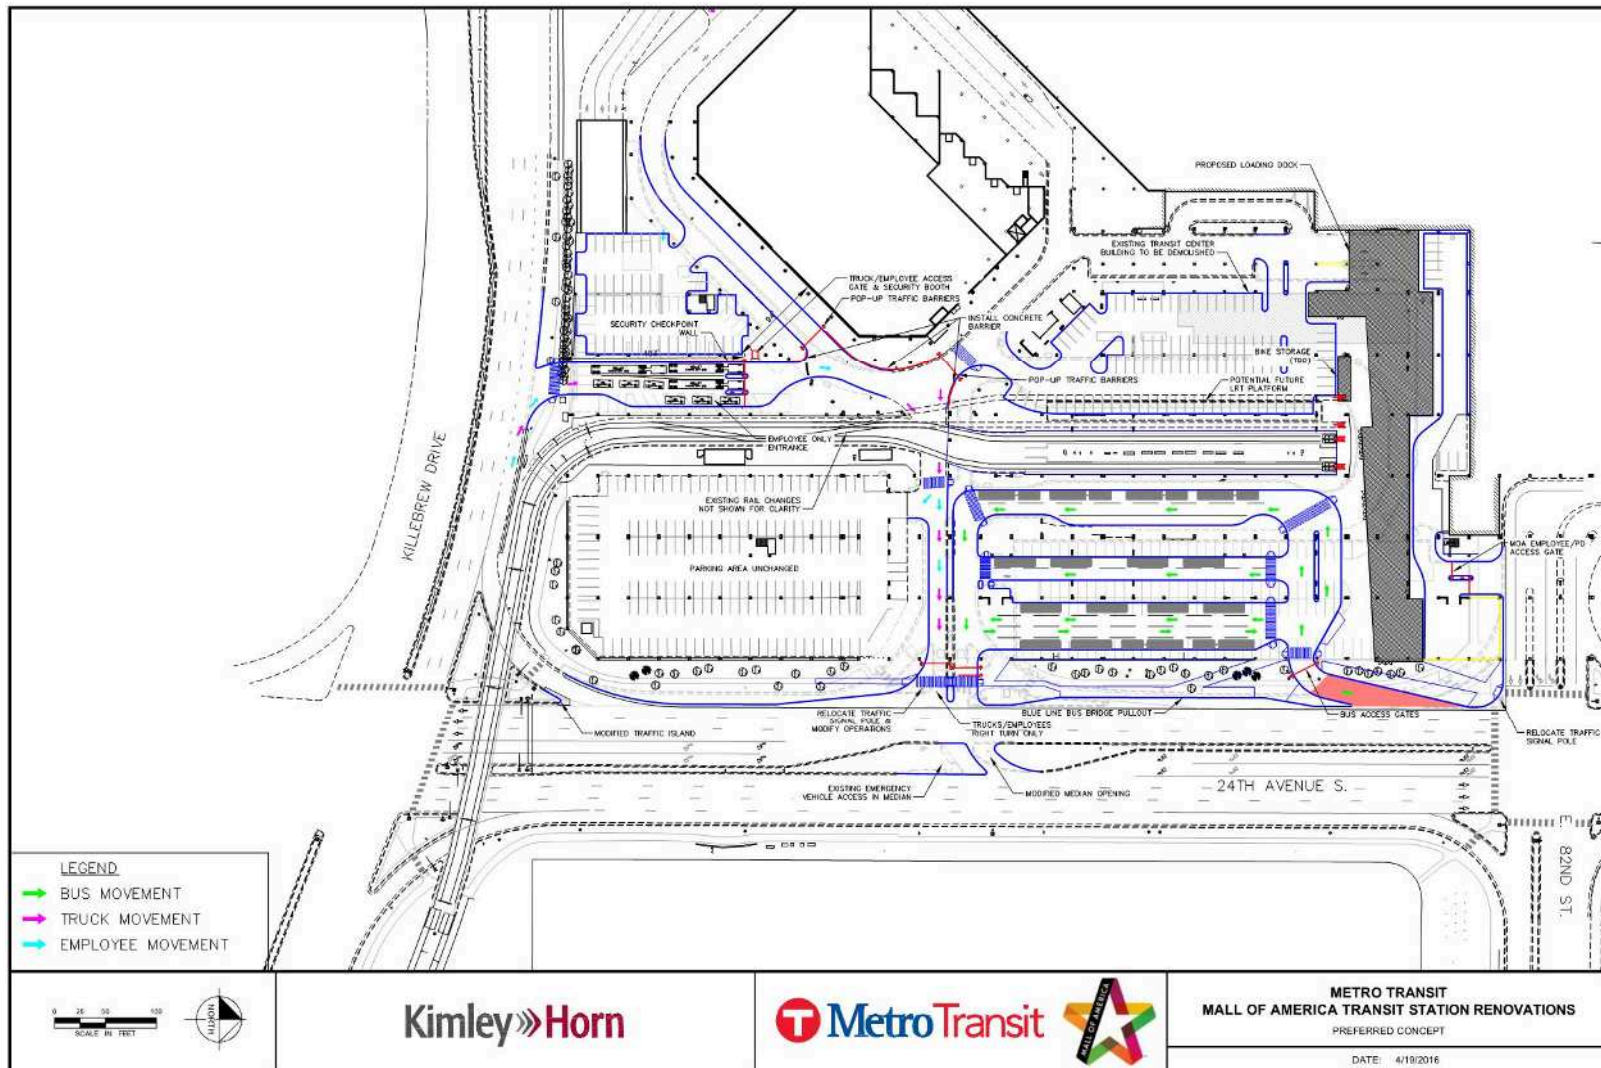 PROPOSED LOADING DOCK
EXISTING TRANSIT CENTER
BUILDING TO BE DEMOLISHED
TRUCK/EMPLOYEE ACCESS
GATE & SECURITY BOOTH
POP-UP TRAFFIC BARRIERS
INSTALL CONCRETE
BARRIER
SECURITY CHECKPOINT
WALL
BIKE STORAGE
(TBD)
POP-UP TRAFFIC BARRIERS
POTENTIAL FUTURE
LRT PLATFORM
EMPLOYEE ONLY
ENTRANCE
KILLEBREW DRIVE
EXISTING RAIL CHANGES
NOT SHOWN FOR CLARITY
MOA EMPLOYEE/PD
ACCESS GATE
PARKING AREA UNCHANGED
RELOCATE TRAFFIC
SIGNAL POLE &
MODIFY OPERATIONS
TRUCKS/EMPLOYEES
RIGHT TURN ONLY
BLUE LINE BUS BRIDGE PULLOUT
BUS ACCESS GATES
MODIFIED TRAFFIC ISLAND
RELOCATE TRAFFIC
SIGNAL POLE
EXISTING EMERGENCY
VEHICLE ACCESS IN MEDIAN
MODIFIED MEDIAN OPENING
24TH AVENUE S.
E. 82ND ST.
LEGEND
BUS MOVEMENT
TRUCK MOVEMENT
EMPLOYEE MOVEMENT
0 25 50 100
SCALE IN FEET
NORTH
Kimley»Horn
T MetroTransit
MALL OF AMERICA
METRO TRANSIT
MALL OF AMERICA TRANSIT STATION RENOVATIONS
PREFERRED CONCEPT
DATE: 4/19/2016